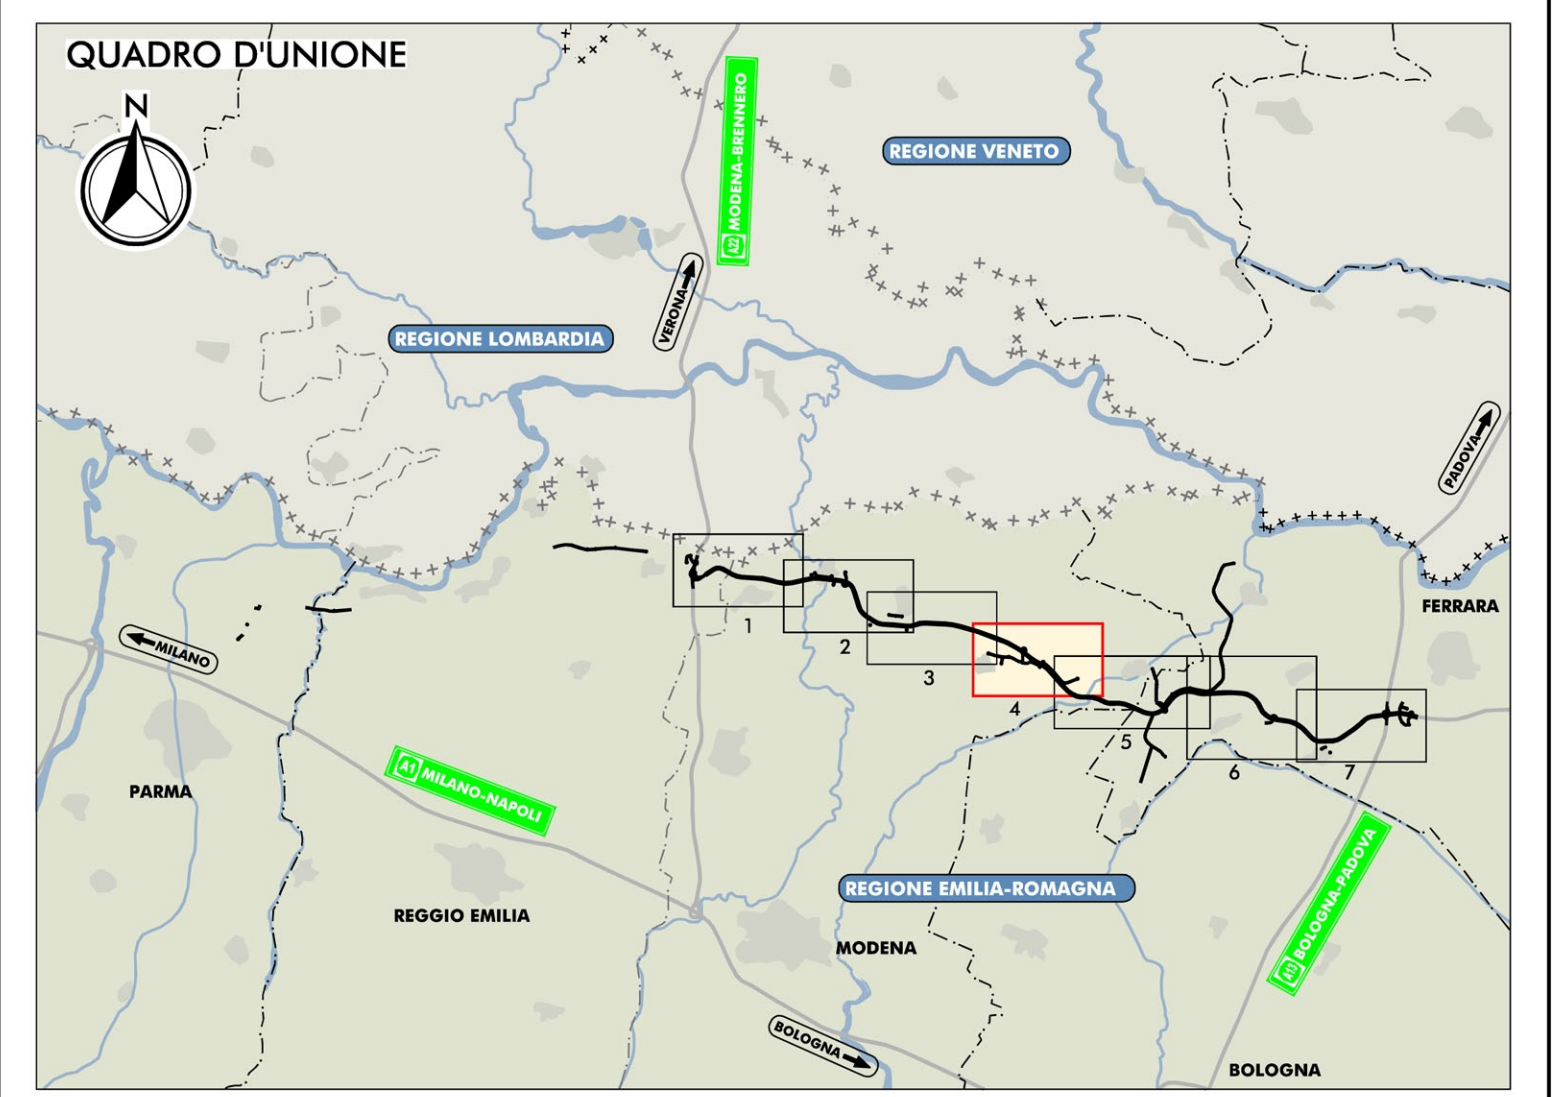 QUADRO D'UNIONE
N
A22 MODENA-BRENNERO
REGIONE VENETO
VERONA
REGIONE LOMBARDIA
PADOVA
FERRARA
MILANO
1
2
3
4
5
6
7
PARMA
A1 MILANO-NAPOLI
REGIONE EMILIA-ROMAGNA
REGGIO EMILIA
MODENA
A13 BOLOGNA-PADOVA
BOLOGNA
BOLOGNA